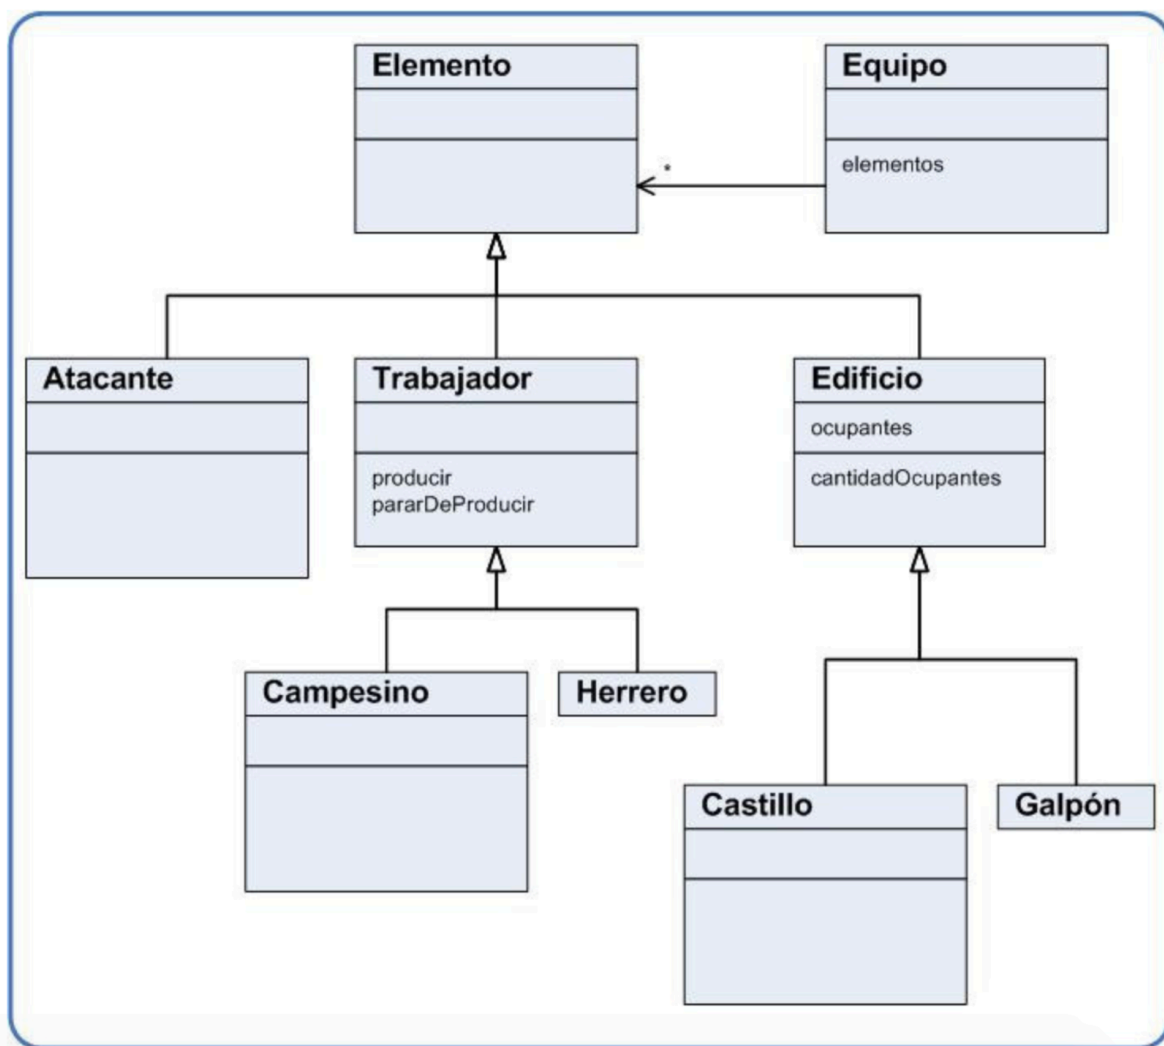 Elemento
Equipo
*
elementos
Atacante
Trabajador
Edificio
ocupantes
producir
pararDeProducir
cantidadOcupantes
Campesino
Herrero
Castillo
Galpón